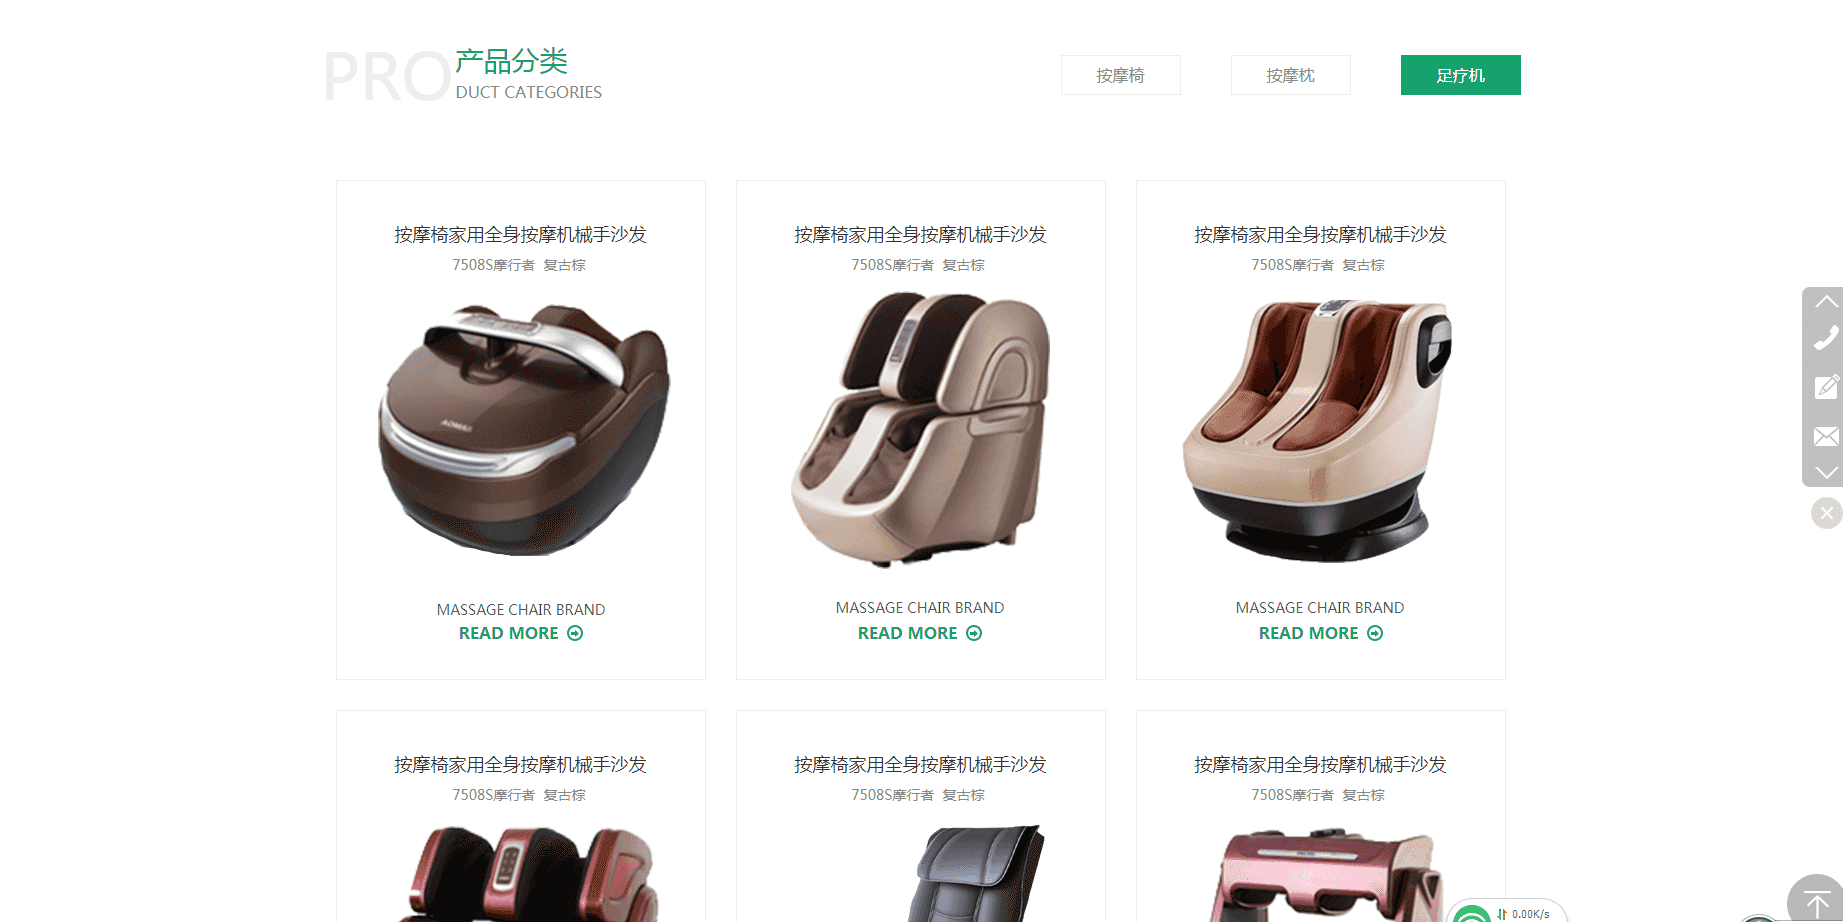 PRO
产品分类
DUCT CATEGORIES
按摩椅
按摩枕
足疗机
按摩椅家用全身按摩机械手沙发
7508S摩行者 复古棕
MASSAGE CHAIR BRAND
READ MORE
按摩椅家用全身按摩机械手沙发
7508S摩行者 复古棕
MASSAGE CHAIR BRAND
READ MORE
按摩椅家用全身按摩机械手沙发
7508S摩行者 复古棕
MASSAGE CHAIR BRAND
READ MORE
按摩椅家用全身按摩机械手沙发
7508S摩行者 复古棕
按摩椅家用全身按摩机械手沙发
7508S摩行者 复古棕
按摩椅家用全身按摩机械手沙发
7508S摩行者 复古棕
0.00K/s